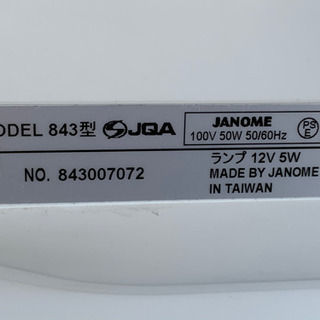 ODEL 843型 JQA JANOME PS E
100V 50W 50/60Hz
ランプ 12V 5W
NO. 843007072 MADE BY JANOME
IN TAIWAN